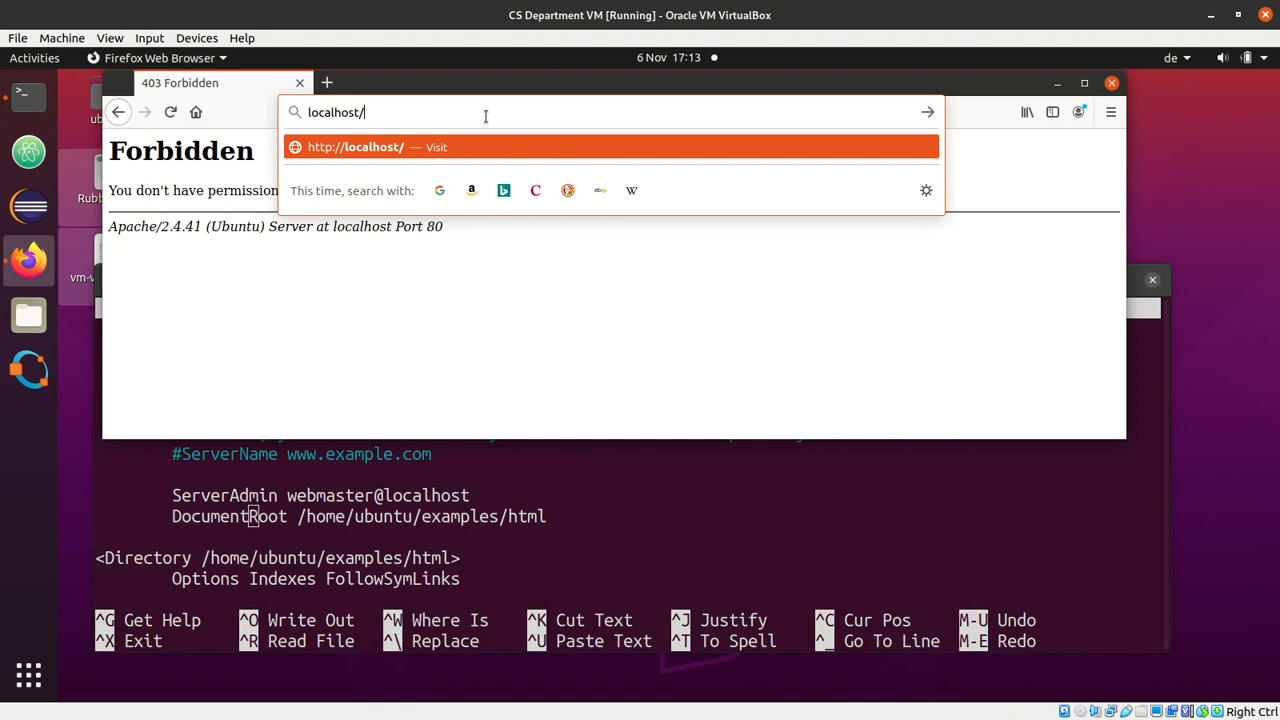 CS Department VM [Running] - Oracle VM VirtualBox
File Machine View Input Devices Help
Activities Firefox Web Browser 6 Nov 17:13 de
403 Forbidden
localhost/
http://localhost/ — Visit
This time, search with:
Forbidden
You don't have permission
Apache/2.4.41 (Ubuntu) Server at localhost Port 80
ub
Rubb
vm-v
#ServerName www.example.com
ServerAdmin webmaster@localhost
DocumentRoot /home/ubuntu/examples/html
<Directory /home/ubuntu/examples/html>
Options Indexes FollowSymLinks
^G Get Help ^O Write Out ^W Where Is ^K Cut Text ^J Justify ^C Cur Pos M-U Undo
^X Exit ^R Read File ^\ Replace ^U Paste Text ^T To Spell ^_ Go To Line M-E Redo
Right Ctrl